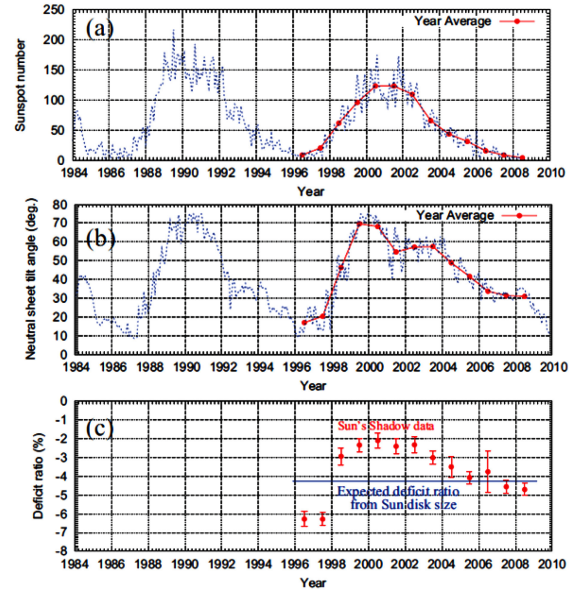 250
200
150
100
50
0
Sunspot number
(a)
Year Average
1984 1986 1988 1990 1992 1994 1996 1998 2000 2002 2004 2006 2008 2010
Year
80
70
60
50
40
30
20
10
0
Neutral sheet tilt angle (deg.)
(b)
Year Average
1984 1986 1988 1990 1992 1994 1996 1998 2000 2002 2004 2006 2008 2010
Year
0
-1
-2
-3
-4
-5
-6
-7
-8
Deficit ratio (%)
(c)
Sun's Shadow data
Expected deficit ratio
from Sun disk size
1984 1986 1988 1990 1992 1994 1996 1998 2000 2002 2004 2006 2008 2010
Year